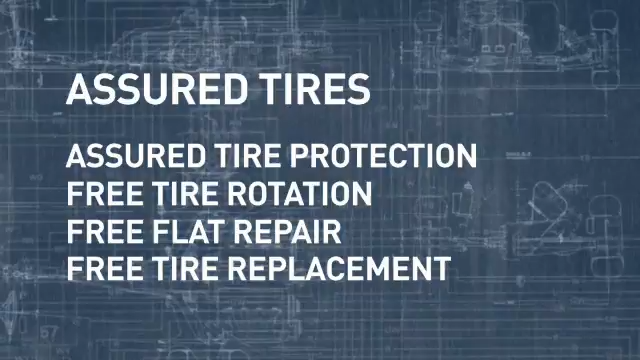 ASSURED TIRES
ASSURED TIRE PROTECTION
FREE TIRE ROTATION
FREE FLAT REPAIR
FREE TIRE REPLACEMENT